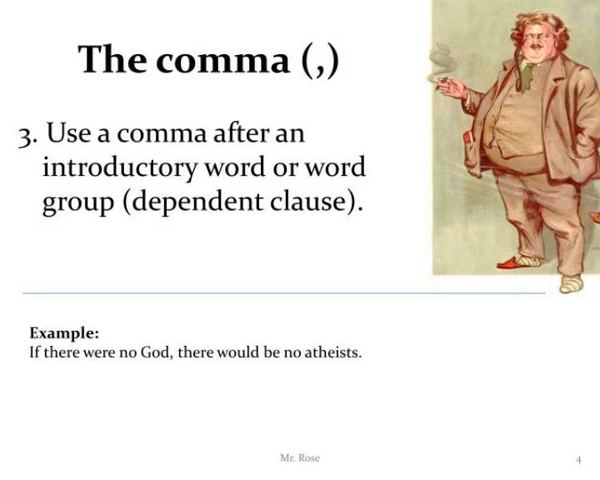 The comma (,)
3. Use a comma after an
introductory word or word
group (dependent clause).
Example:
If there were no God, there would be no atheists.
Mr. Rose
4